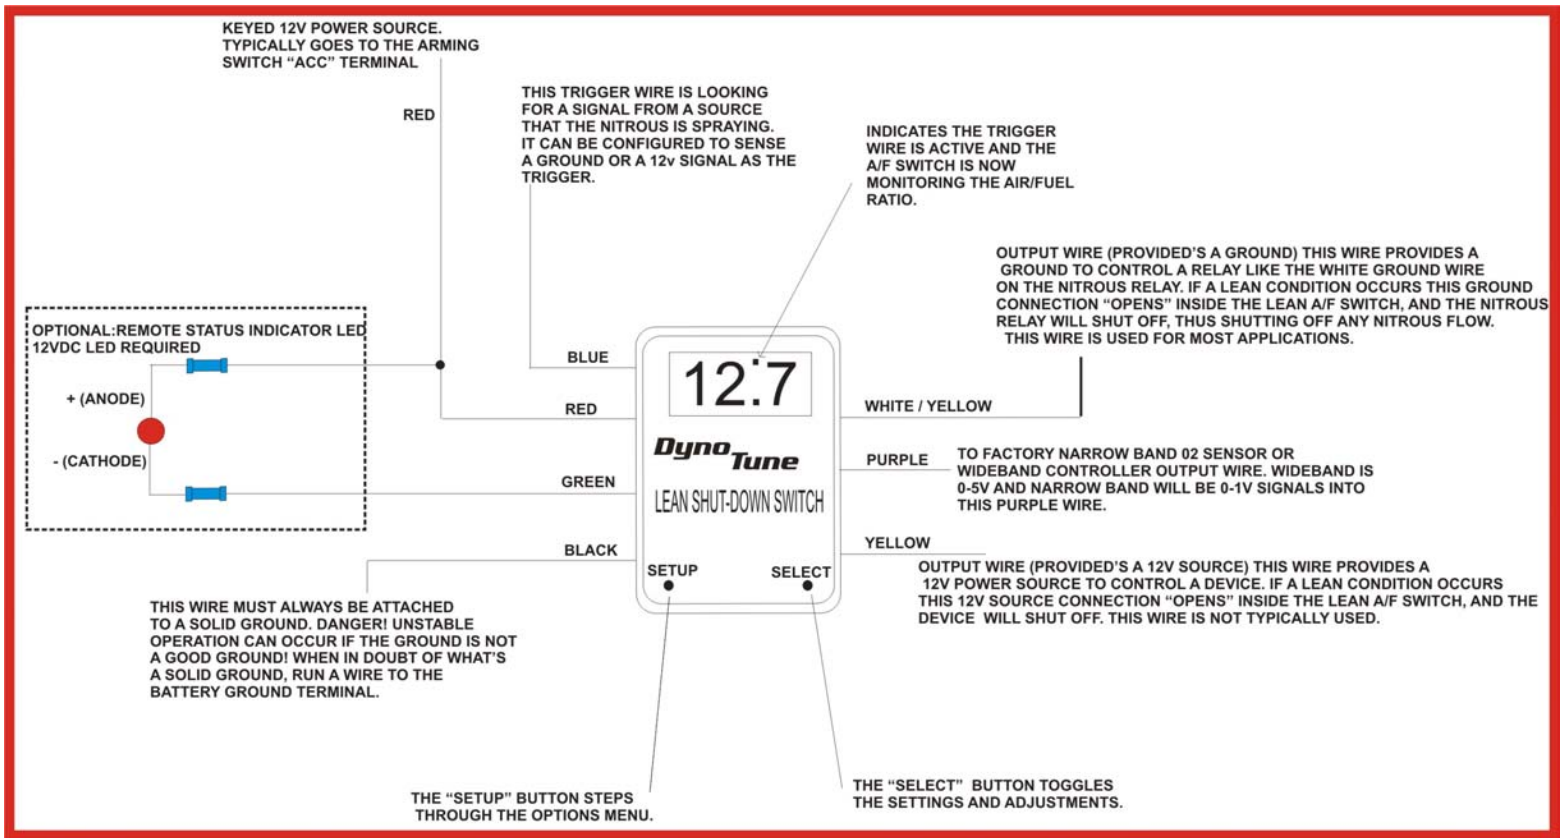 KEYED 12V POWER SOURCE.
TYPICALLY GOES TO THE ARMING
SWITCH “ACC” TERMINAL
RED
THIS TRIGGER WIRE IS LOOKING
FOR A SIGNAL FROM A SOURCE
THAT THE NITROUS IS SPRAYING.
IT CAN BE CONFIGURED TO SENSE
A GROUND OR A 12v SIGNAL AS THE
TRIGGER.
INDICATES THE TRIGGER
WIRE IS ACTIVE AND THE
A/F SWITCH IS NOW
MONITORING THE AIR/FUEL
RATIO.
OUTPUT WIRE (PROVIDED’S A GROUND) THIS WIRE PROVIDES A
GROUND TO CONTROL A RELAY LIKE THE WHITE GROUND WIRE
ON THE NITROUS RELAY. IF A LEAN CONDITION OCCURS THIS GROUND
CONNECTION “OPENS” INSIDE THE LEAN A/F SWITCH, AND THE NITROUS
RELAY WILL SHUT OFF, THUS SHUTTING OFF ANY NITROUS FLOW.
THIS WIRE IS USED FOR MOST APPLICATIONS.
OPTIONAL:REMOTE STATUS INDICATOR LED
12VDC LED REQUIRED
+ (ANODE)
- (CATHODE)
BLUE
RED
GREEN
BLACK
12:7
Dyno Tune
LEAN SHUT-DOWN SWITCH
SETUP
SELECT
WHITE / YELLOW
PURPLE
TO FACTORY NARROW BAND 02 SENSOR OR
WIDEBAND CONTROLLER OUTPUT WIRE. WIDEBAND IS
0-5V AND NARROW BAND WILL BE 0-1V SIGNALS INTO
THIS PURPLE WIRE.
YELLOW
OUTPUT WIRE (PROVIDED’S A 12V SOURCE) THIS WIRE PROVIDES A
12V POWER SOURCE TO CONTROL A DEVICE. IF A LEAN CONDITION OCCURS
THIS 12V SOURCE CONNECTION “OPENS” INSIDE THE LEAN A/F SWITCH, AND THE
DEVICE WILL SHUT OFF. THIS WIRE IS NOT TYPICALLY USED.
THIS WIRE MUST ALWAYS BE ATTACHED
TO A SOLID GROUND. DANGER! UNSTABLE
OPERATION CAN OCCUR IF THE GROUND IS NOT
A GOOD GROUND! WHEN IN DOUBT OF WHAT’S
A SOLID GROUND, RUN A WIRE TO THE
BATTERY GROUND TERMINAL.
THE “SETUP” BUTTON STEPS
THROUGH THE OPTIONS MENU.
THE “SELECT” BUTTON TOGGLES
THE SETTINGS AND ADJUSTMENTS.